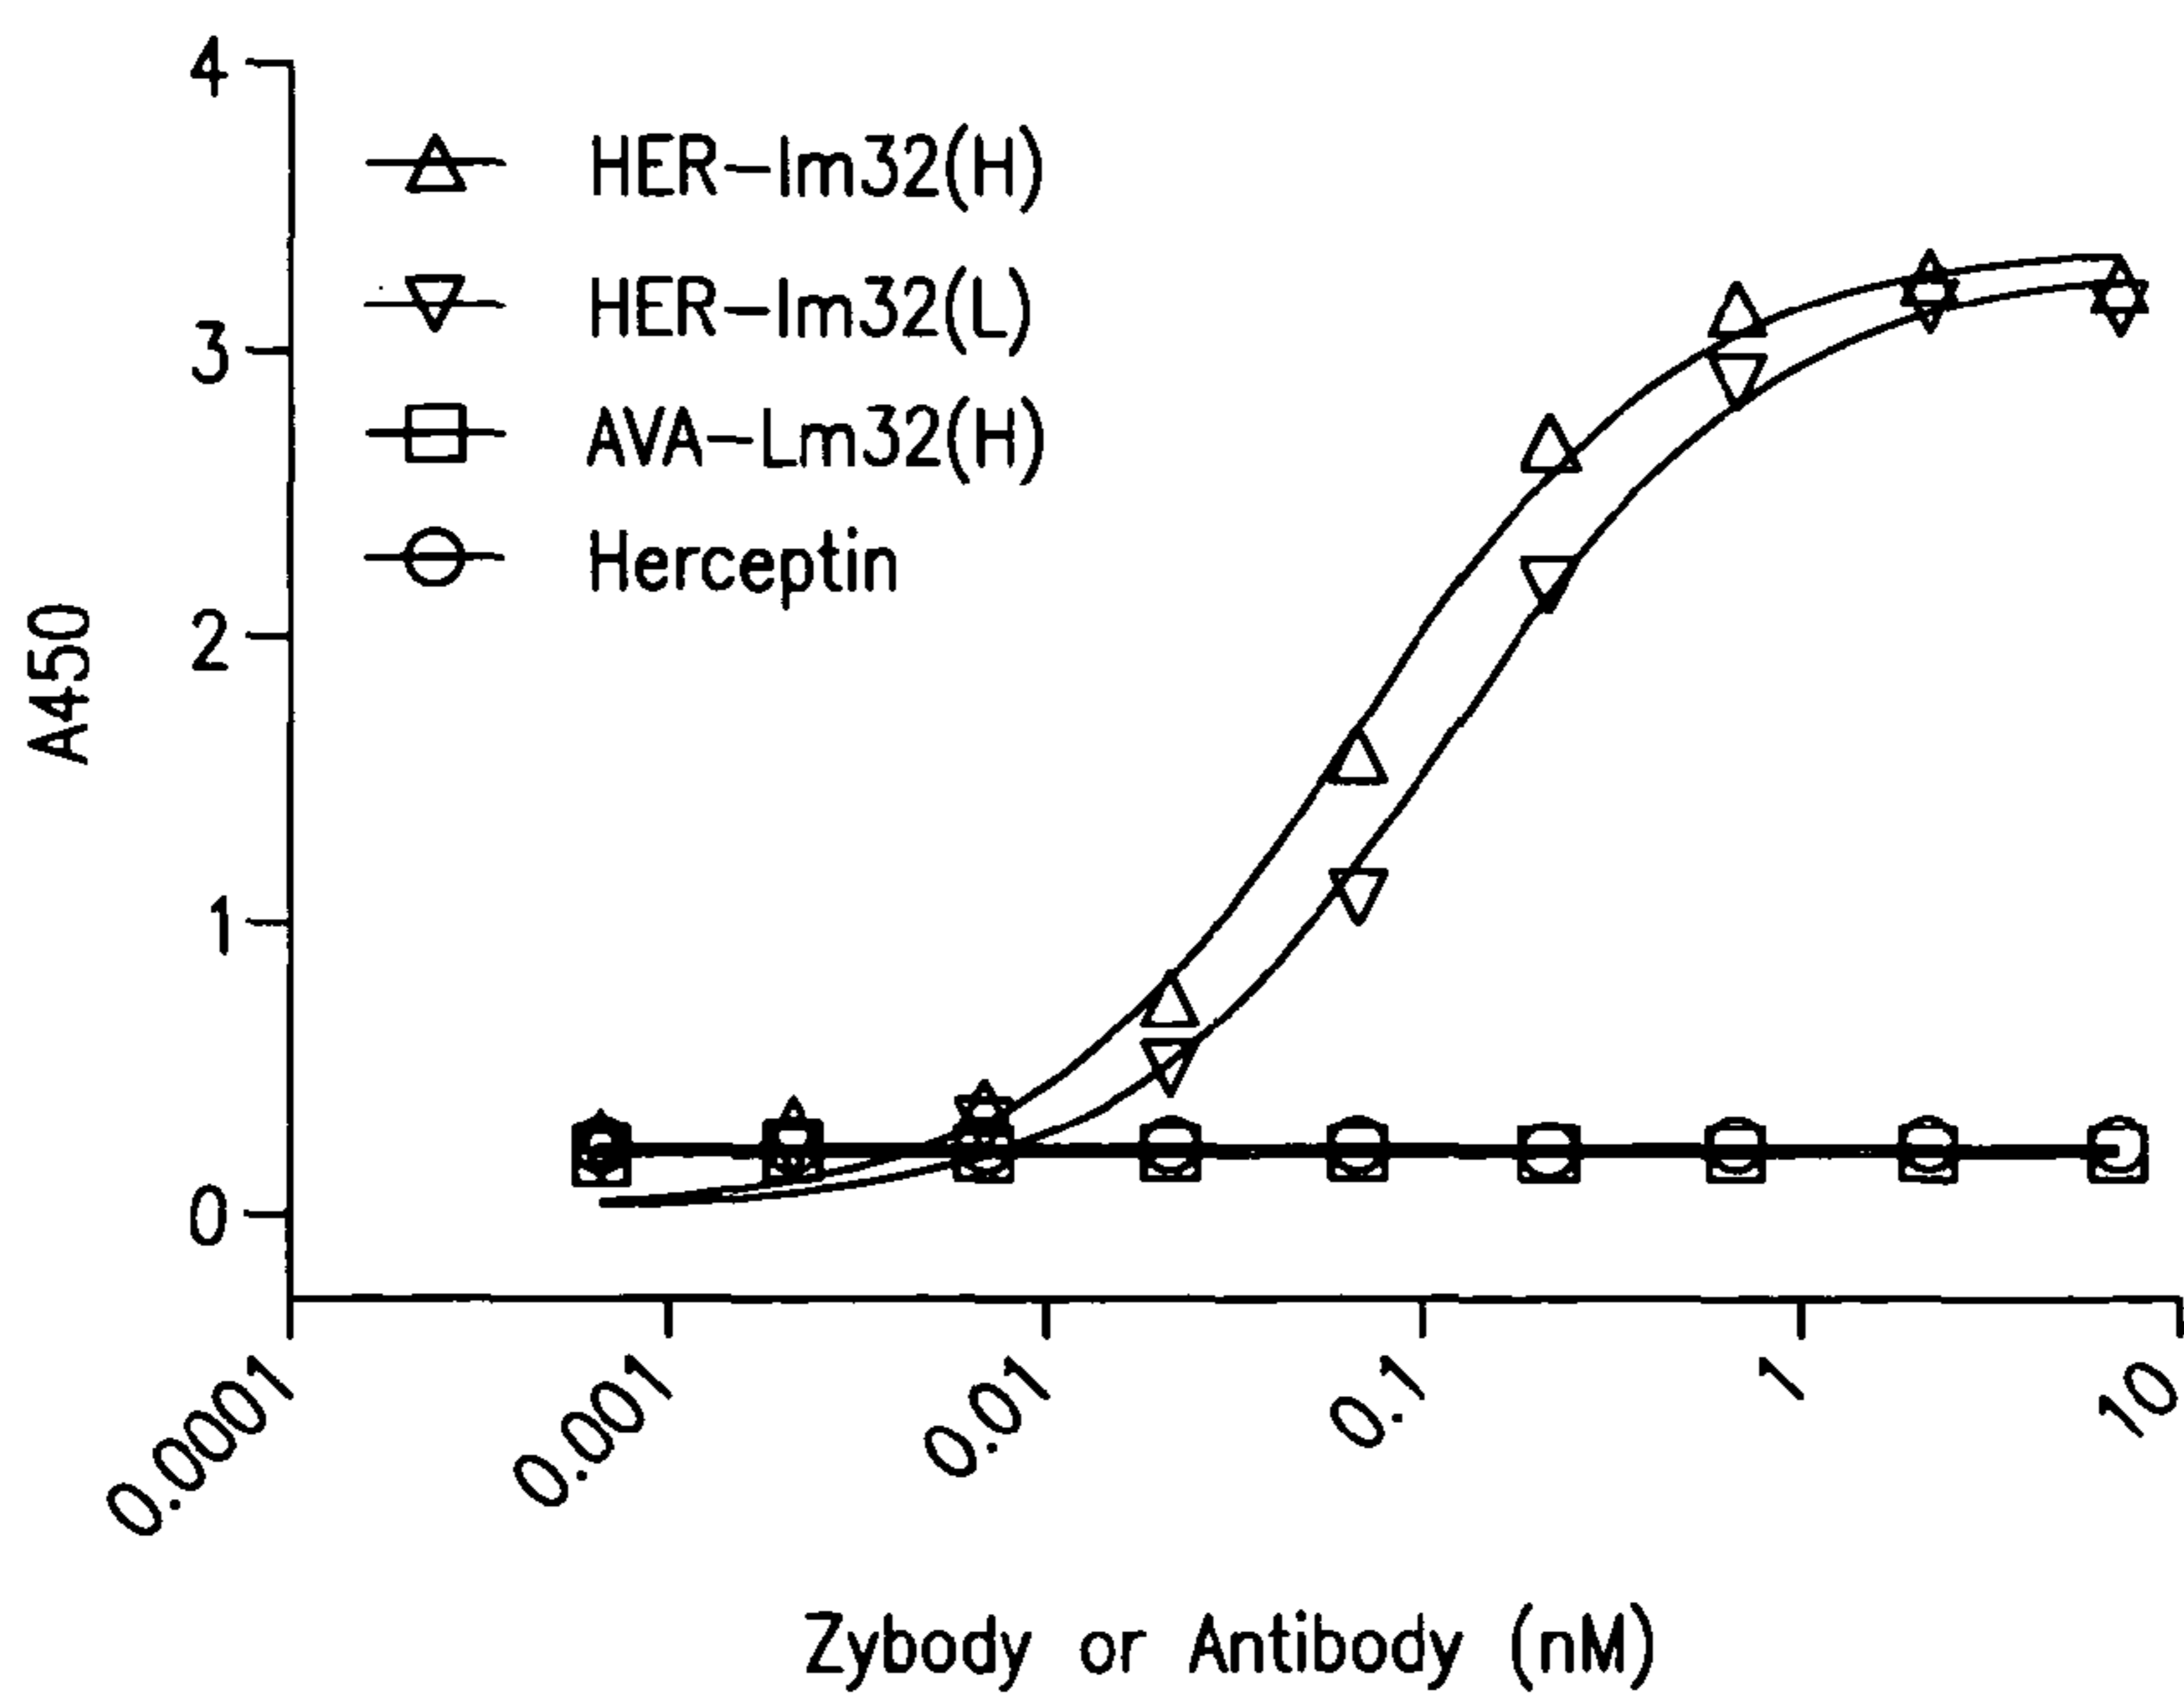 4
3
2
1
0
A450
HER-Im32(H)
HER-Im32(L)
AVA-Lm32(H)
Herceptin
0.0001
0.001
0.01
0.1
1
10
Zybody or Antibody (nM)